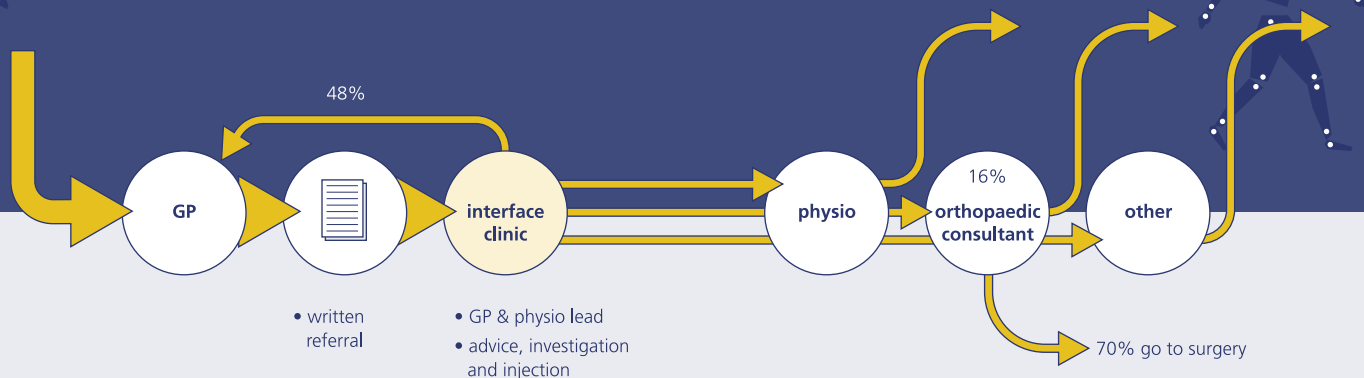 48%
GP
interface
clinic
physio
16%
orthopaedic
consultant
other
• written
referral
• GP & physio lead
• advice, investigation
and injection
70% go to surgery